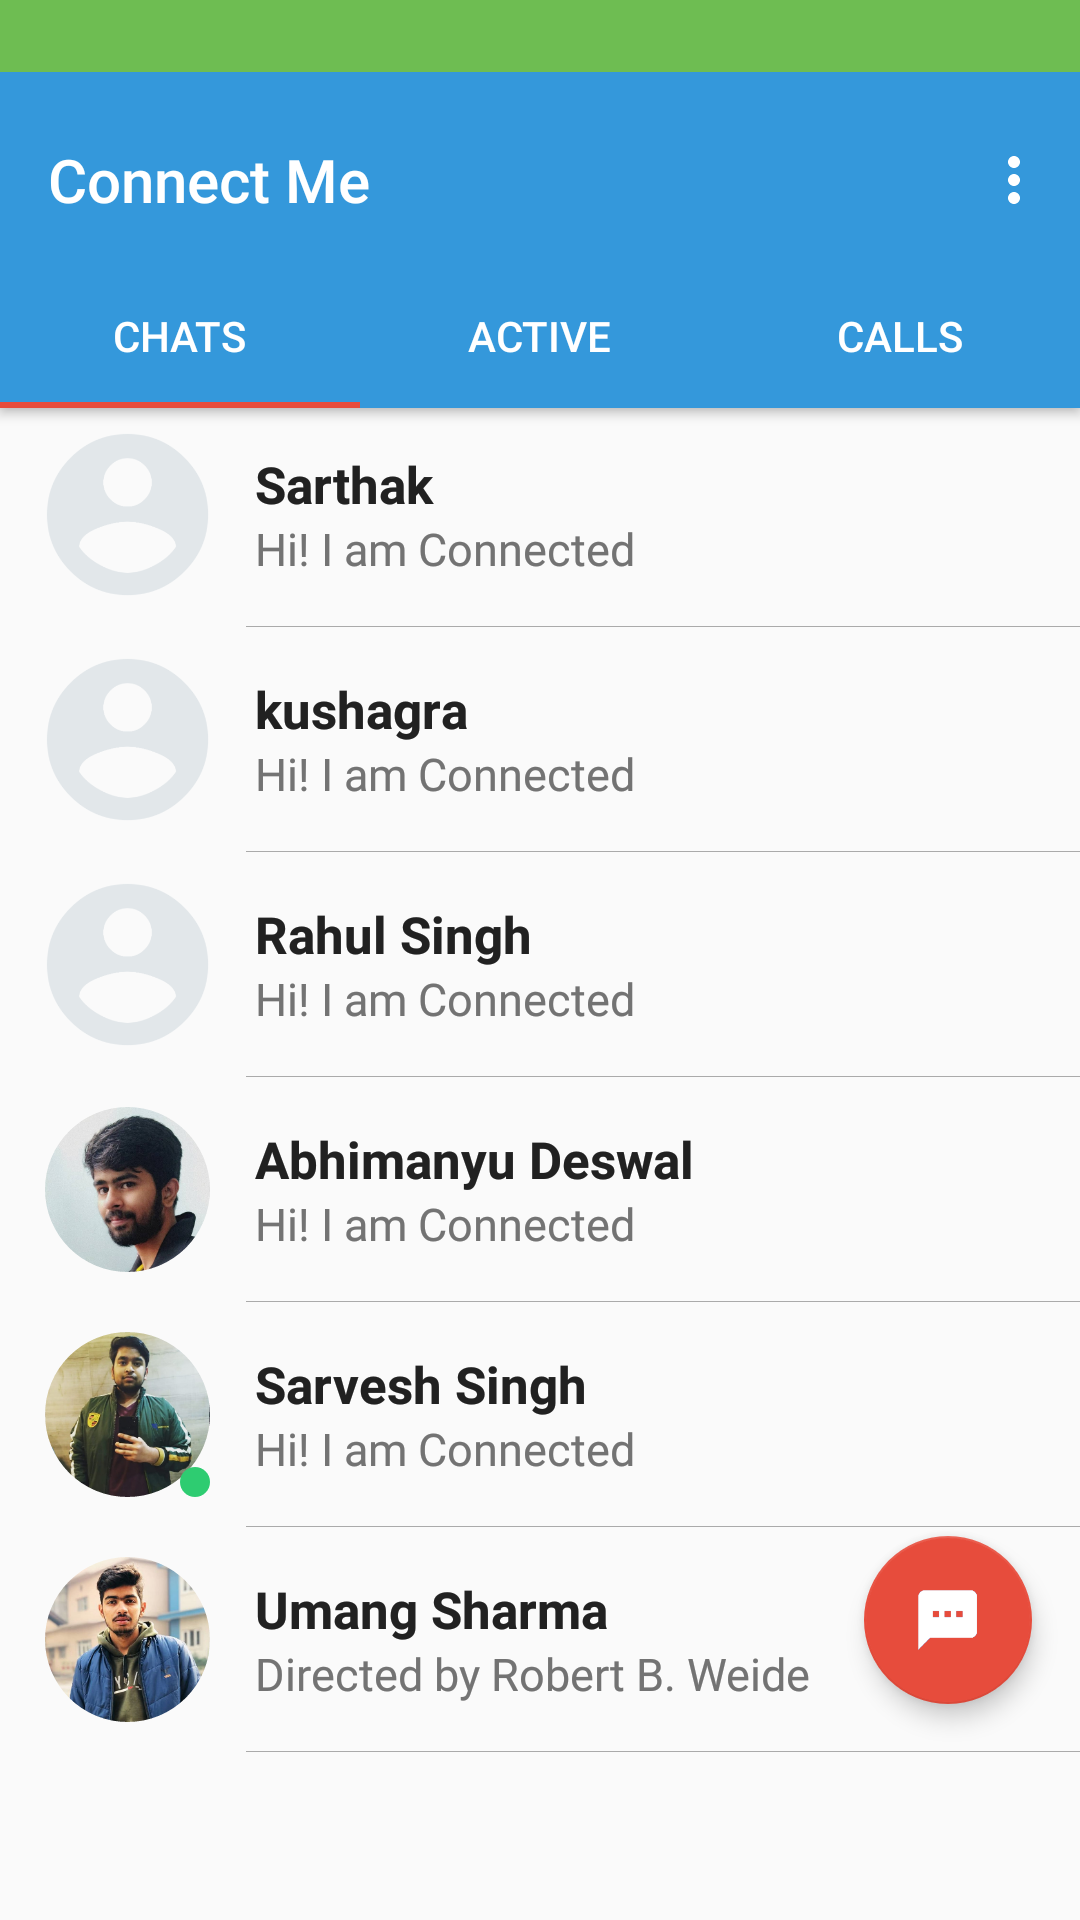 Connect Me
CHATS ACTIVE CALLS
Sarthak
Hi! I am Connected
kushagra
Hi! I am Connected
Rahul Singh
Hi! I am Connected
Abhimanyu Deswal
Hi! I am Connected
Sarvesh Singh
Hi! I am Connected
Umang Sharma
Directed by Robert B. Weide